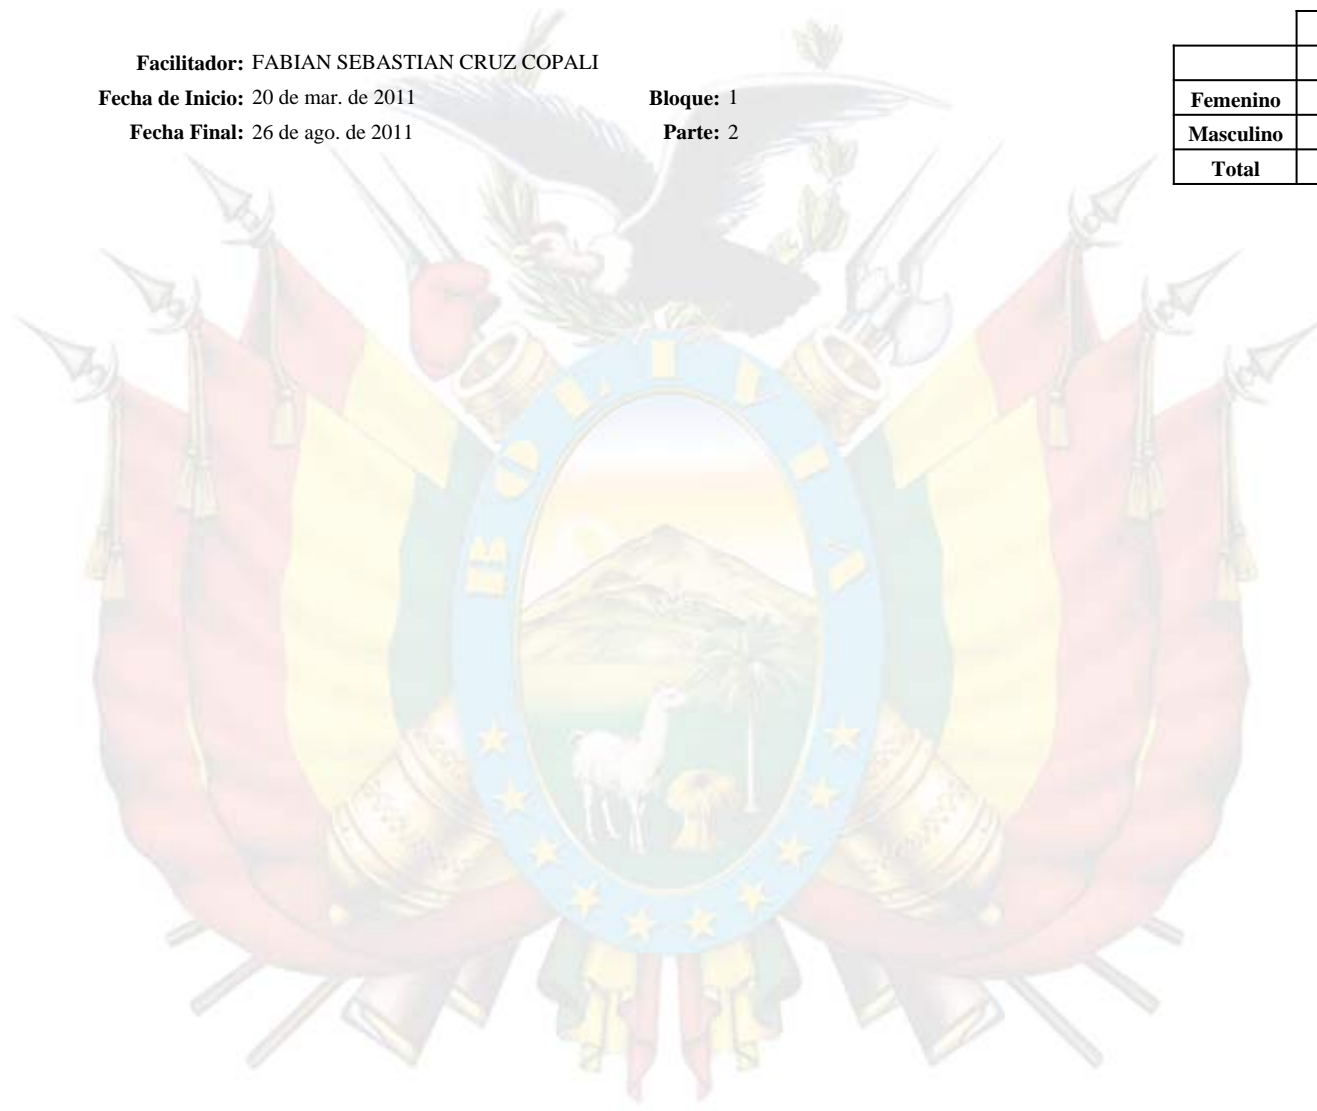 Facilitador: FABIAN SEBASTIAN CRUZ COPALI
Fecha de Inicio: 20 de mar. de 2011 Bloque: 1
Fecha Final: 26 de ago. de 2011 Parte: 2
Femenino
Masculino
Total
BOLIVIA